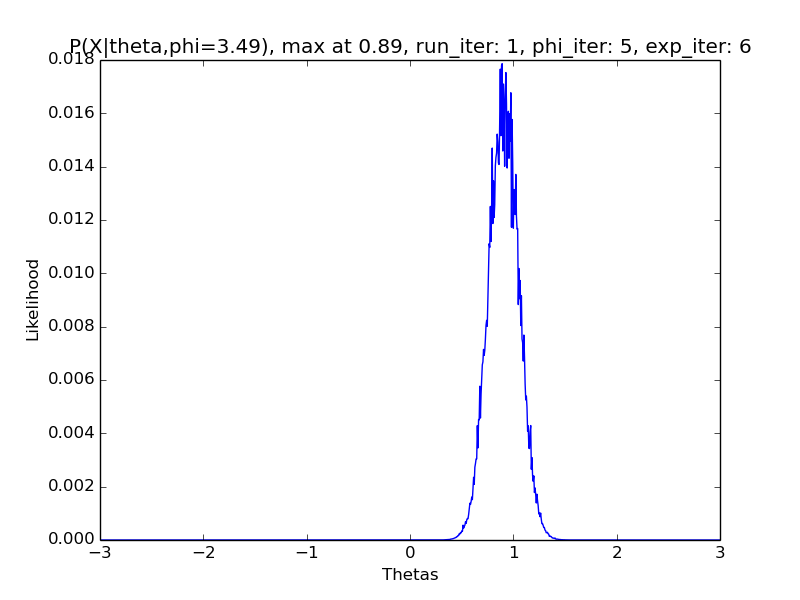 P(X|theta,phi=3.49), max at 0.89, run_iter: 1, phi_iter: 5, exp_iter: 6
0.018
0.016
0.014
0.012
0.010
0.008
0.006
0.004
0.002
0.000
Likelihood
−3 −2 −1 0 1 2 3
Thetas